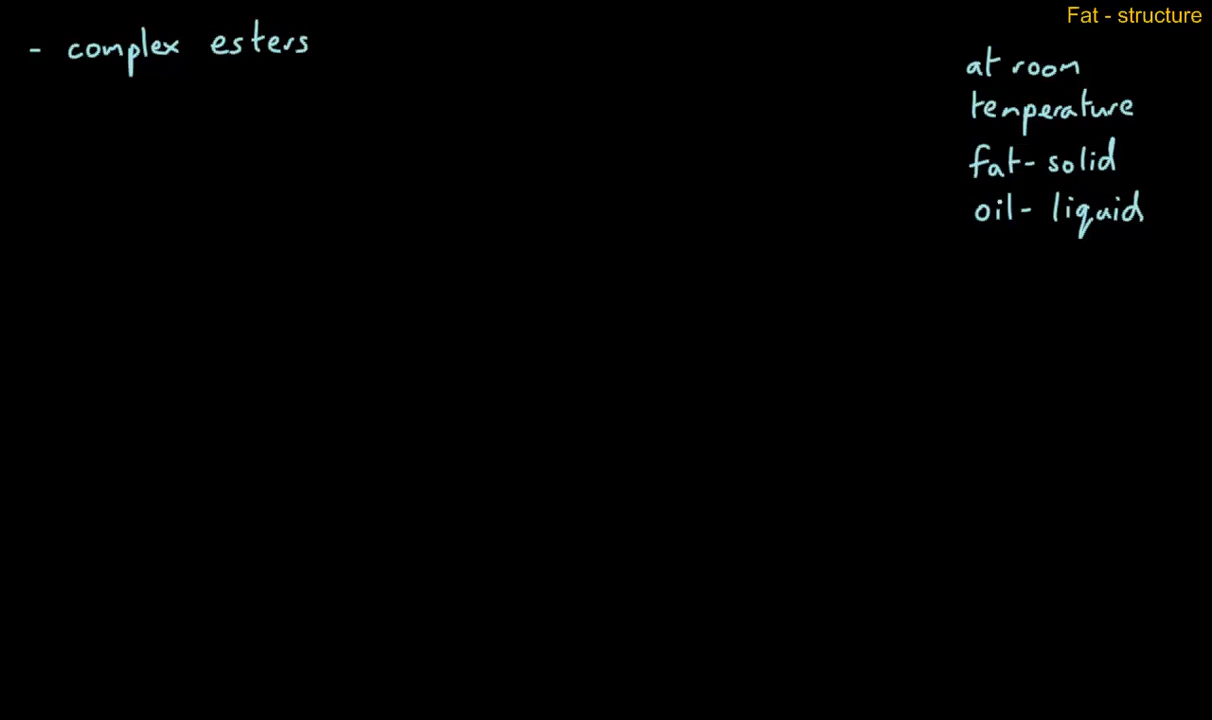 Fat - structure
- complex esters
at room
temperature
fat- solid
oil- liquid